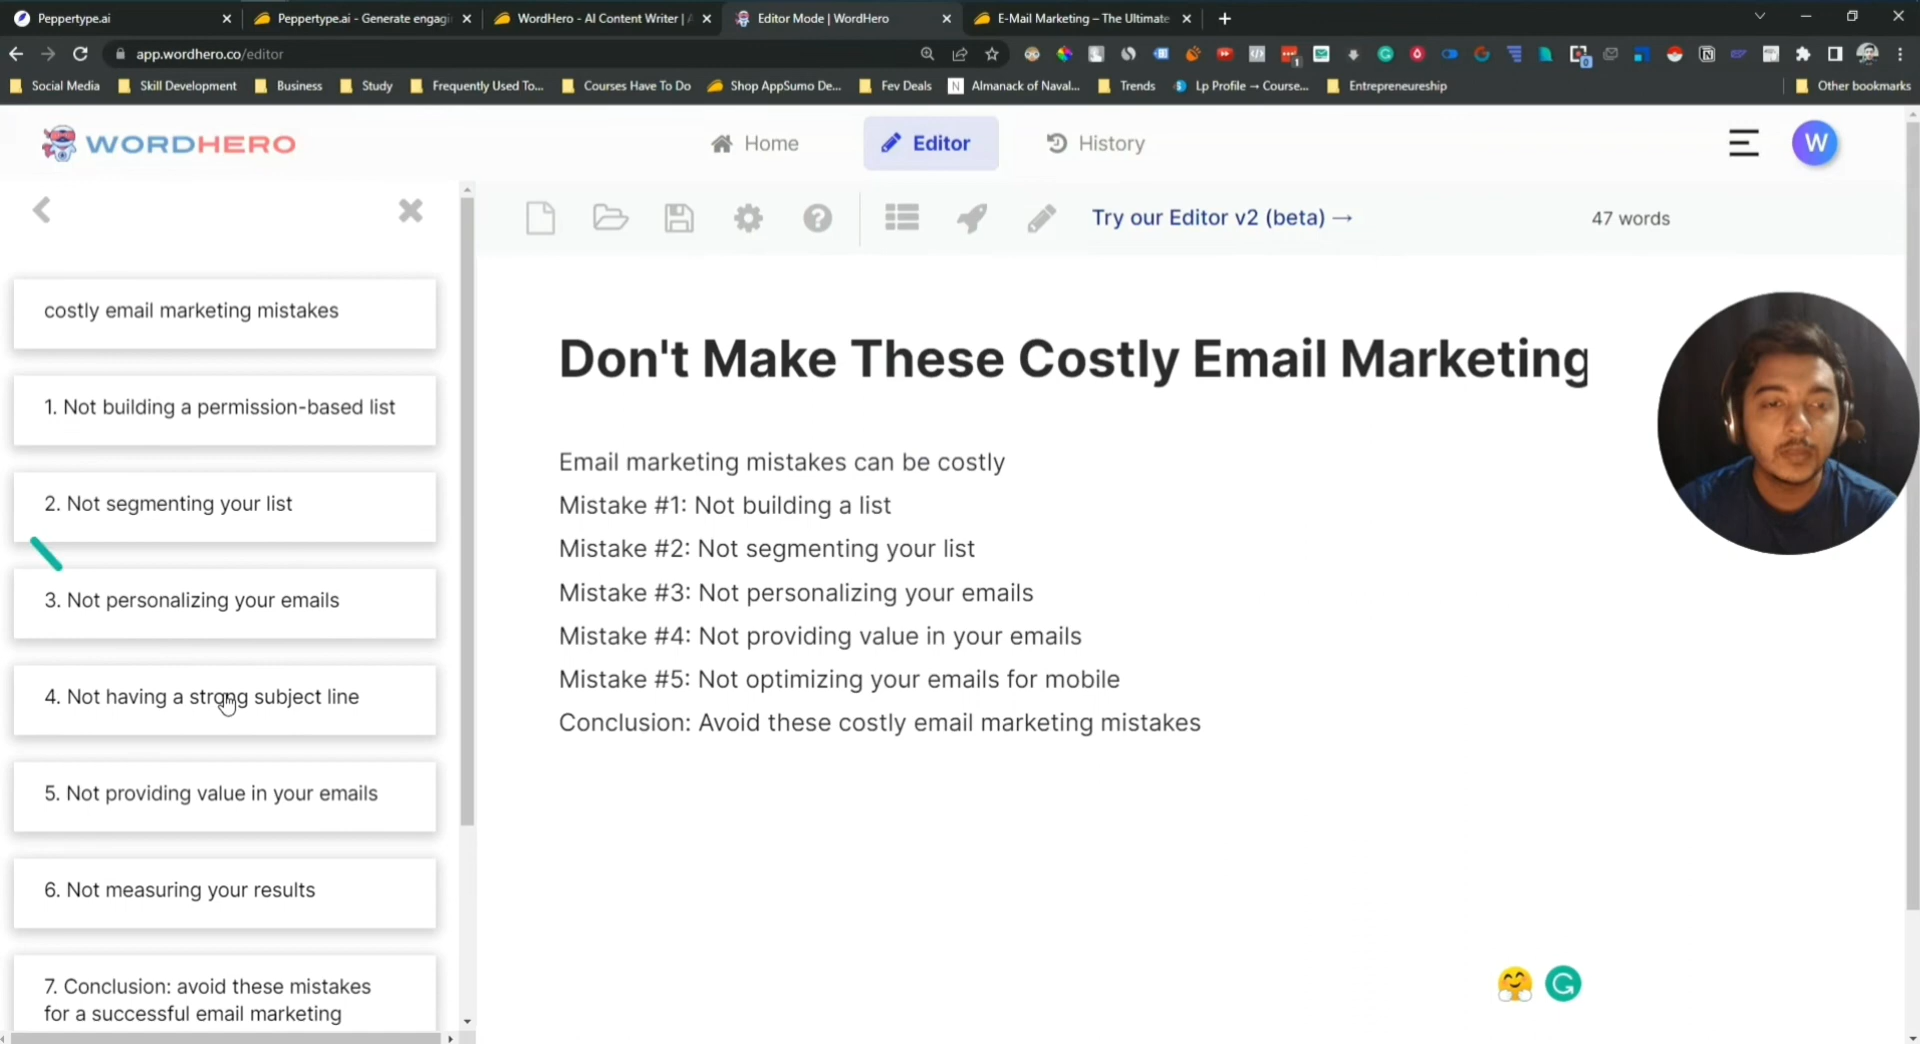 Peppertype.ai
Peppertype.ai - Generate engagi
WordHero - AI Content Writer |
Editor Mode | WordHero
E-Mail Marketing – The Ultimate
app.wordhero.co/editor
Social Media
Skill Development
Business
Study
Frequently Used To...
Courses Have To Do
Shop AppSumo De...
Fev Deals
Almanack of Naval...
Trends
Lp Profile → Course...
Entrepreneureship
Other bookmarks
WORDHERO
Home
Editor
History
W
Try our Editor v2 (beta) →
47 words
costly email marketing mistakes
1. Not building a permission-based list
2. Not segmenting your list
3. Not personalizing your emails
4. Not having a strong subject line
5. Not providing value in your emails
6. Not measuring your results
7. Conclusion: avoid these mistakes
for a successful email marketing
Don't Make These Costly Email Marketing
Email marketing mistakes can be costly
Mistake #1: Not building a list
Mistake #2: Not segmenting your list
Mistake #3: Not personalizing your emails
Mistake #4: Not providing value in your emails
Mistake #5: Not optimizing your emails for mobile
Conclusion: Avoid these costly email marketing mistakes